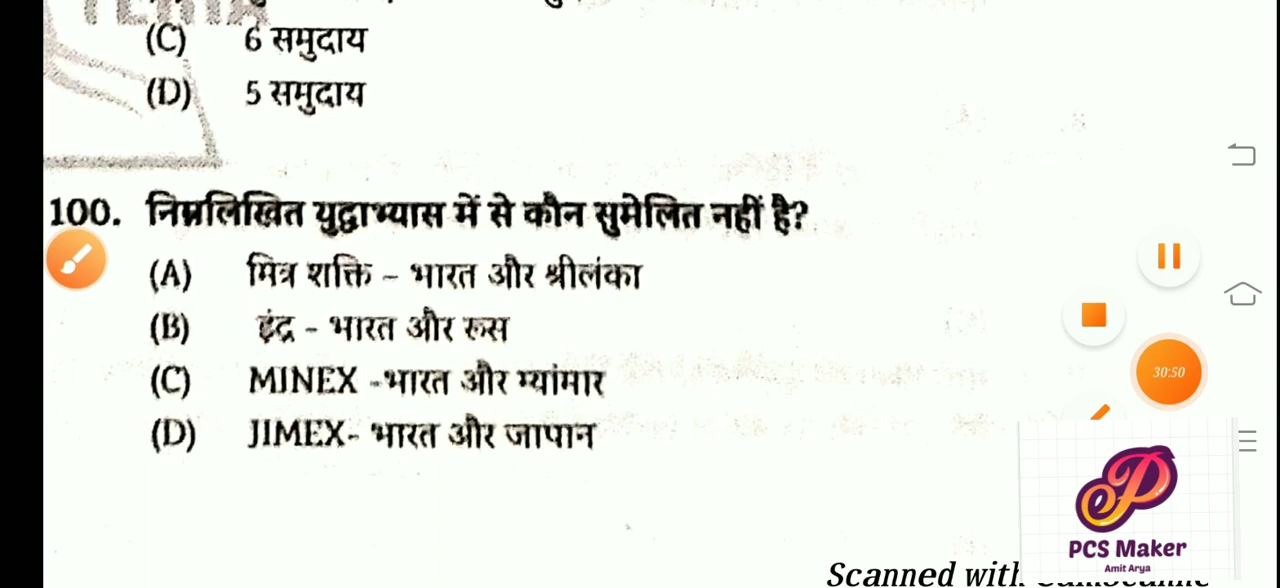 (C) 6 समुदाय
(D) 5 समुदाय
100. निम्नलिखित युद्धाभ्यास में से कौन सुमेलित नहीं है?
(A) मित्र शक्ति – भारत और श्रीलंका
(B) इंद्र - भारत और रूस
(C) MINEX -भारत और म्यांमार
(D) JIMEX- भारत और जापान
30:50
PCS Maker
Amit Arya
Scanned with